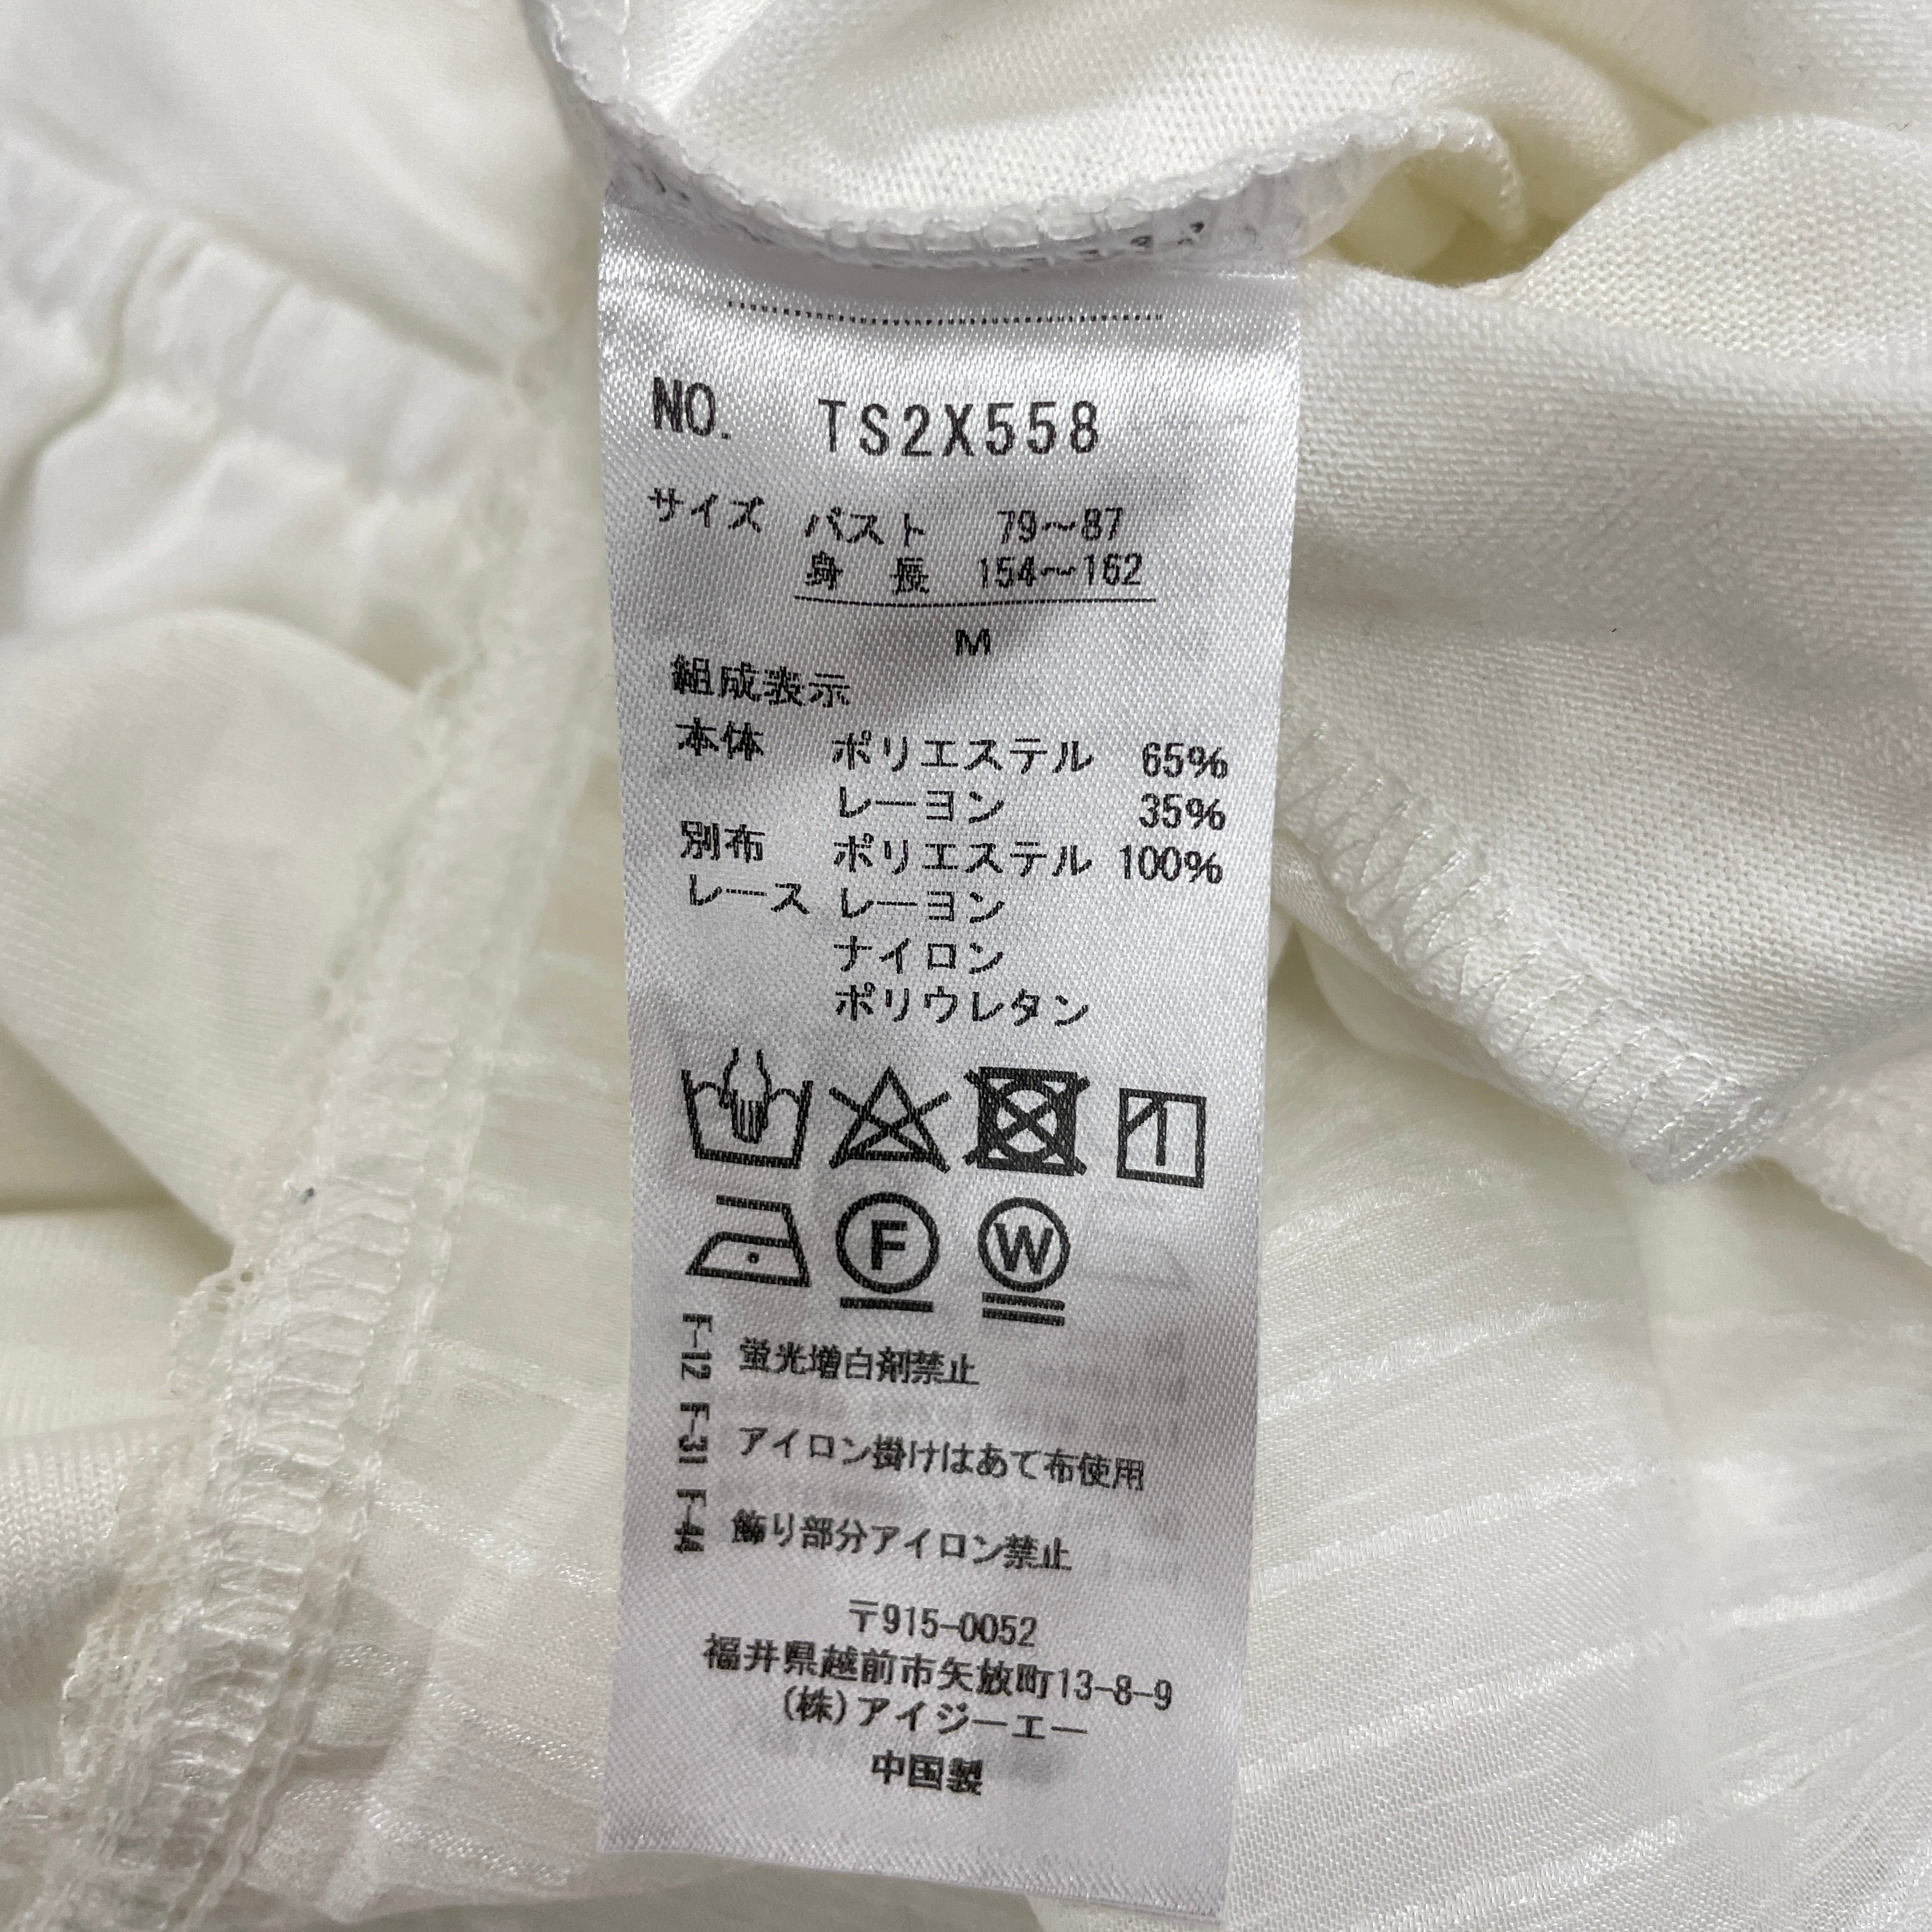 NO. TS2X558
サイズ バスト 79～87
身 長 154～162
M
組成表示
本体 ポリエステル 65%
レーヨン 35%
別布 ポリエステル 100%
レース レーヨン
ナイロン
ポリウレタン
F
W
F-12 蛍光増白剤禁止
F-31 アイロン掛けはあて布使用
F-44 飾り部分アイロン禁止
〒915-0052
福井県越前市矢放町13-8-9
(株)アイジーエー
中国製